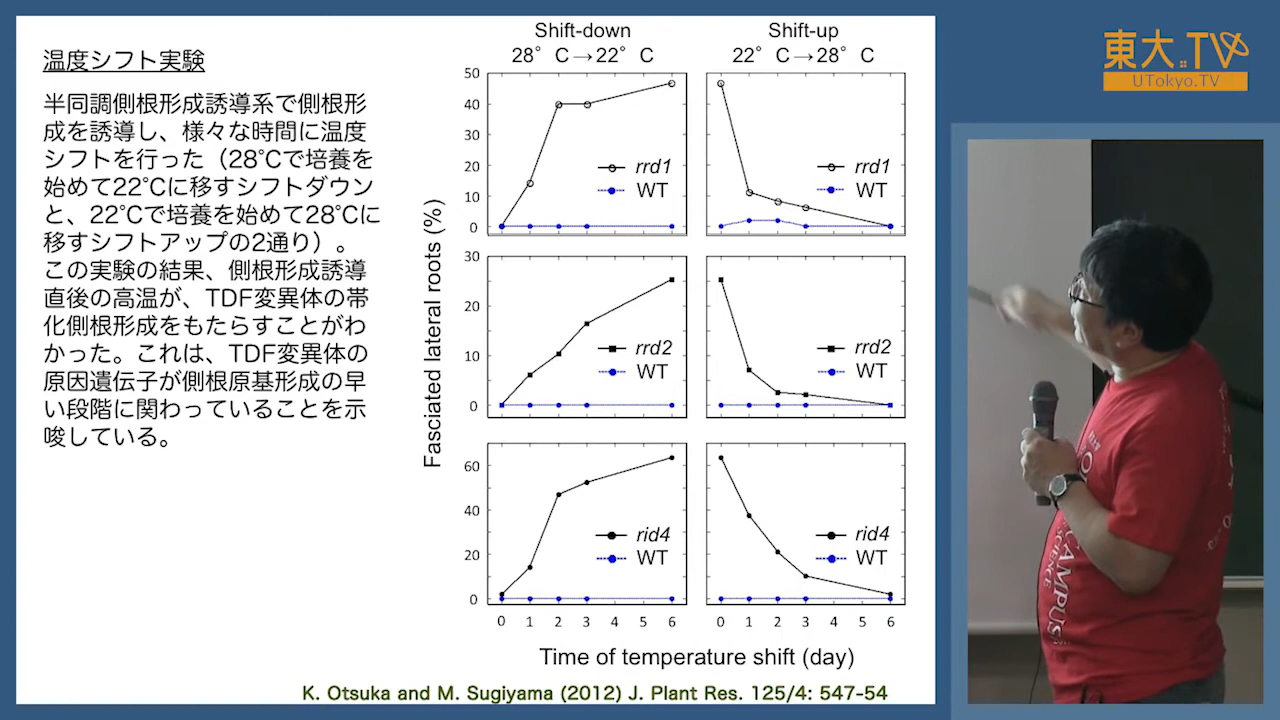 温度シフト実験
半同調側根形成誘導系で側根形
成を誘導し、様々な時間に温度
シフトを行った（28℃で培養を
始めて22℃に移すシフトダウン
と、22℃で培養を始めて28℃に
移すシフトアップの2通り）。
この実験の結果、側根形成誘導
直後の高温が、TDF変異体の帯
化側根形成をもたらすことがわ
かった。これは、TDF変異体の
原因遺伝子が側根原基形成の早
い段階に関わっていることを示
唆している。
Shift-down
28° C→22° C
Shift-up
22° C→28° C
Fasciated lateral roots (%)
50
40
30
20
10
0
rrd1
WT
rrd1
WT
30
20
10
0
rrd2
WT
rrd2
WT
60
40
20
0
rid4
WT
rid4
WT
0 1 2 3 6
0 1 2 3 6
Time of temperature shift (day)
K. Otsuka and M. Sugiyama (2012) J. Plant Res. 125/4: 547-54
東大.TV
UTokyo.TV
CAMPUS
SCIENCE